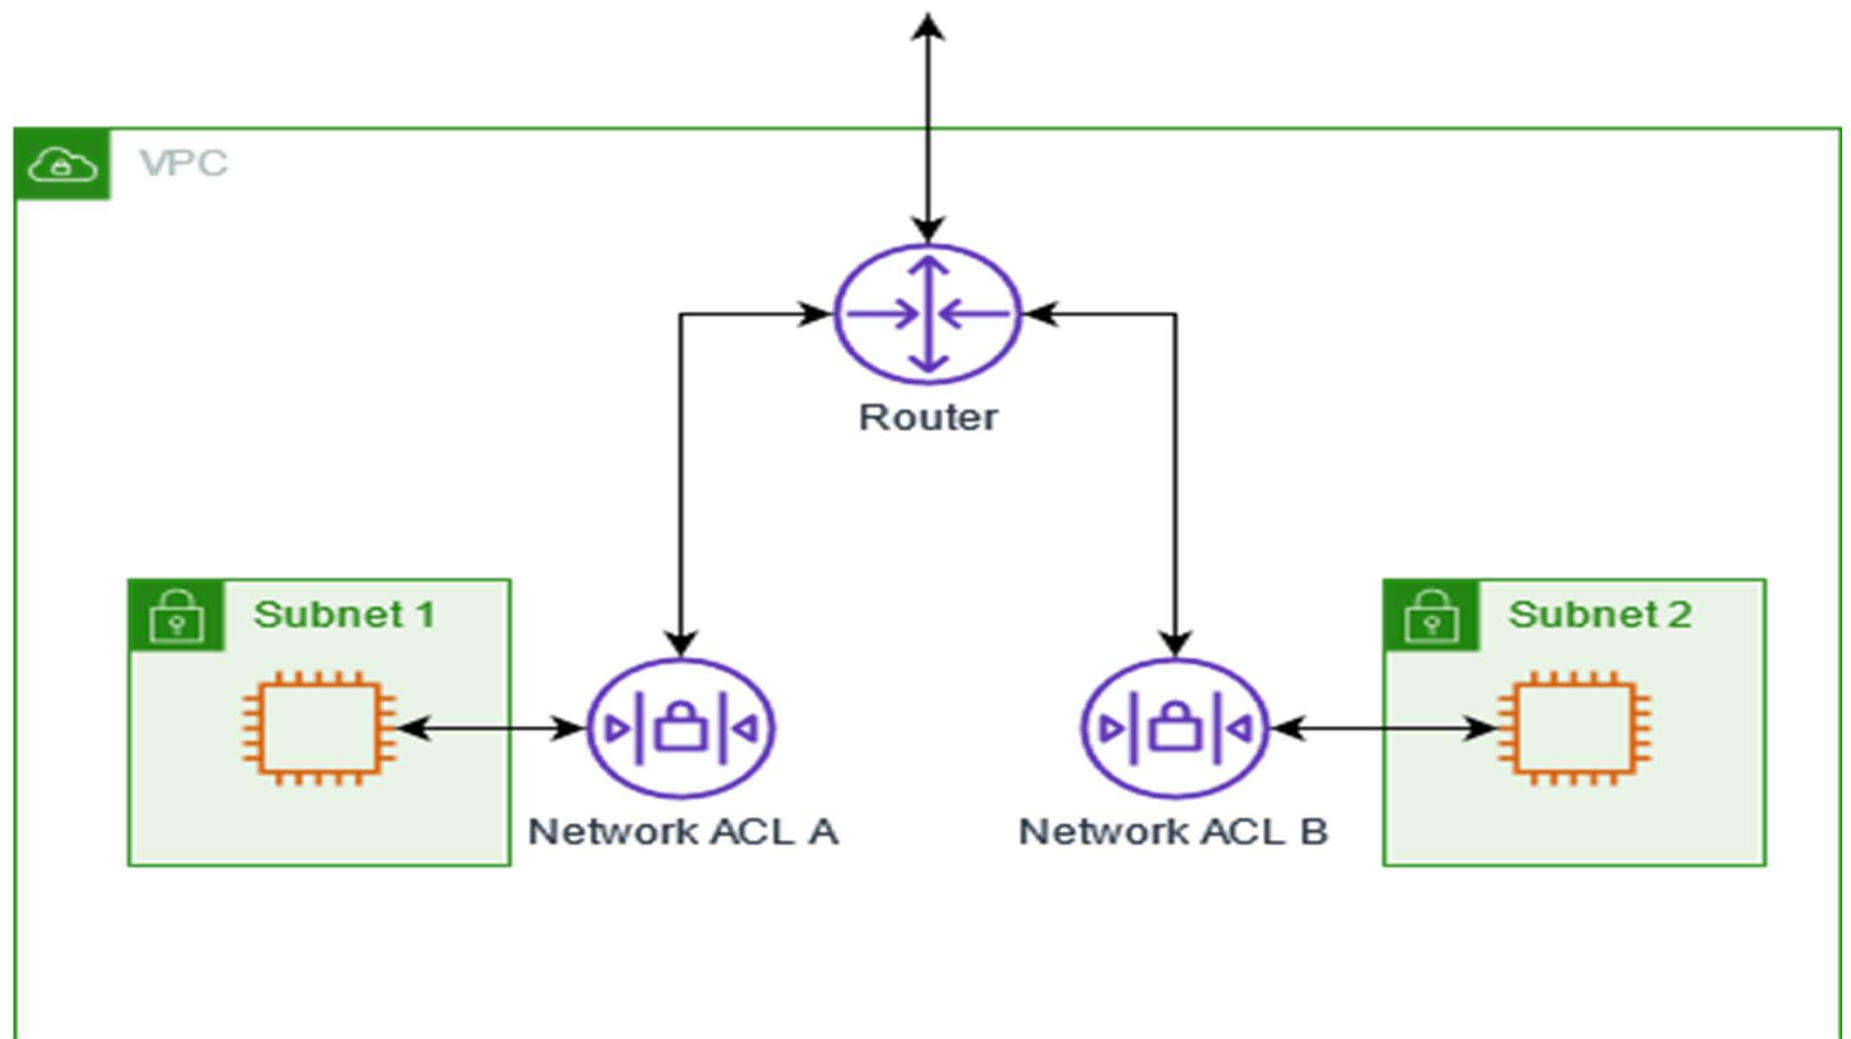 VPC
Router
Subnet 1
Subnet 2
Network ACL A
Network ACL B